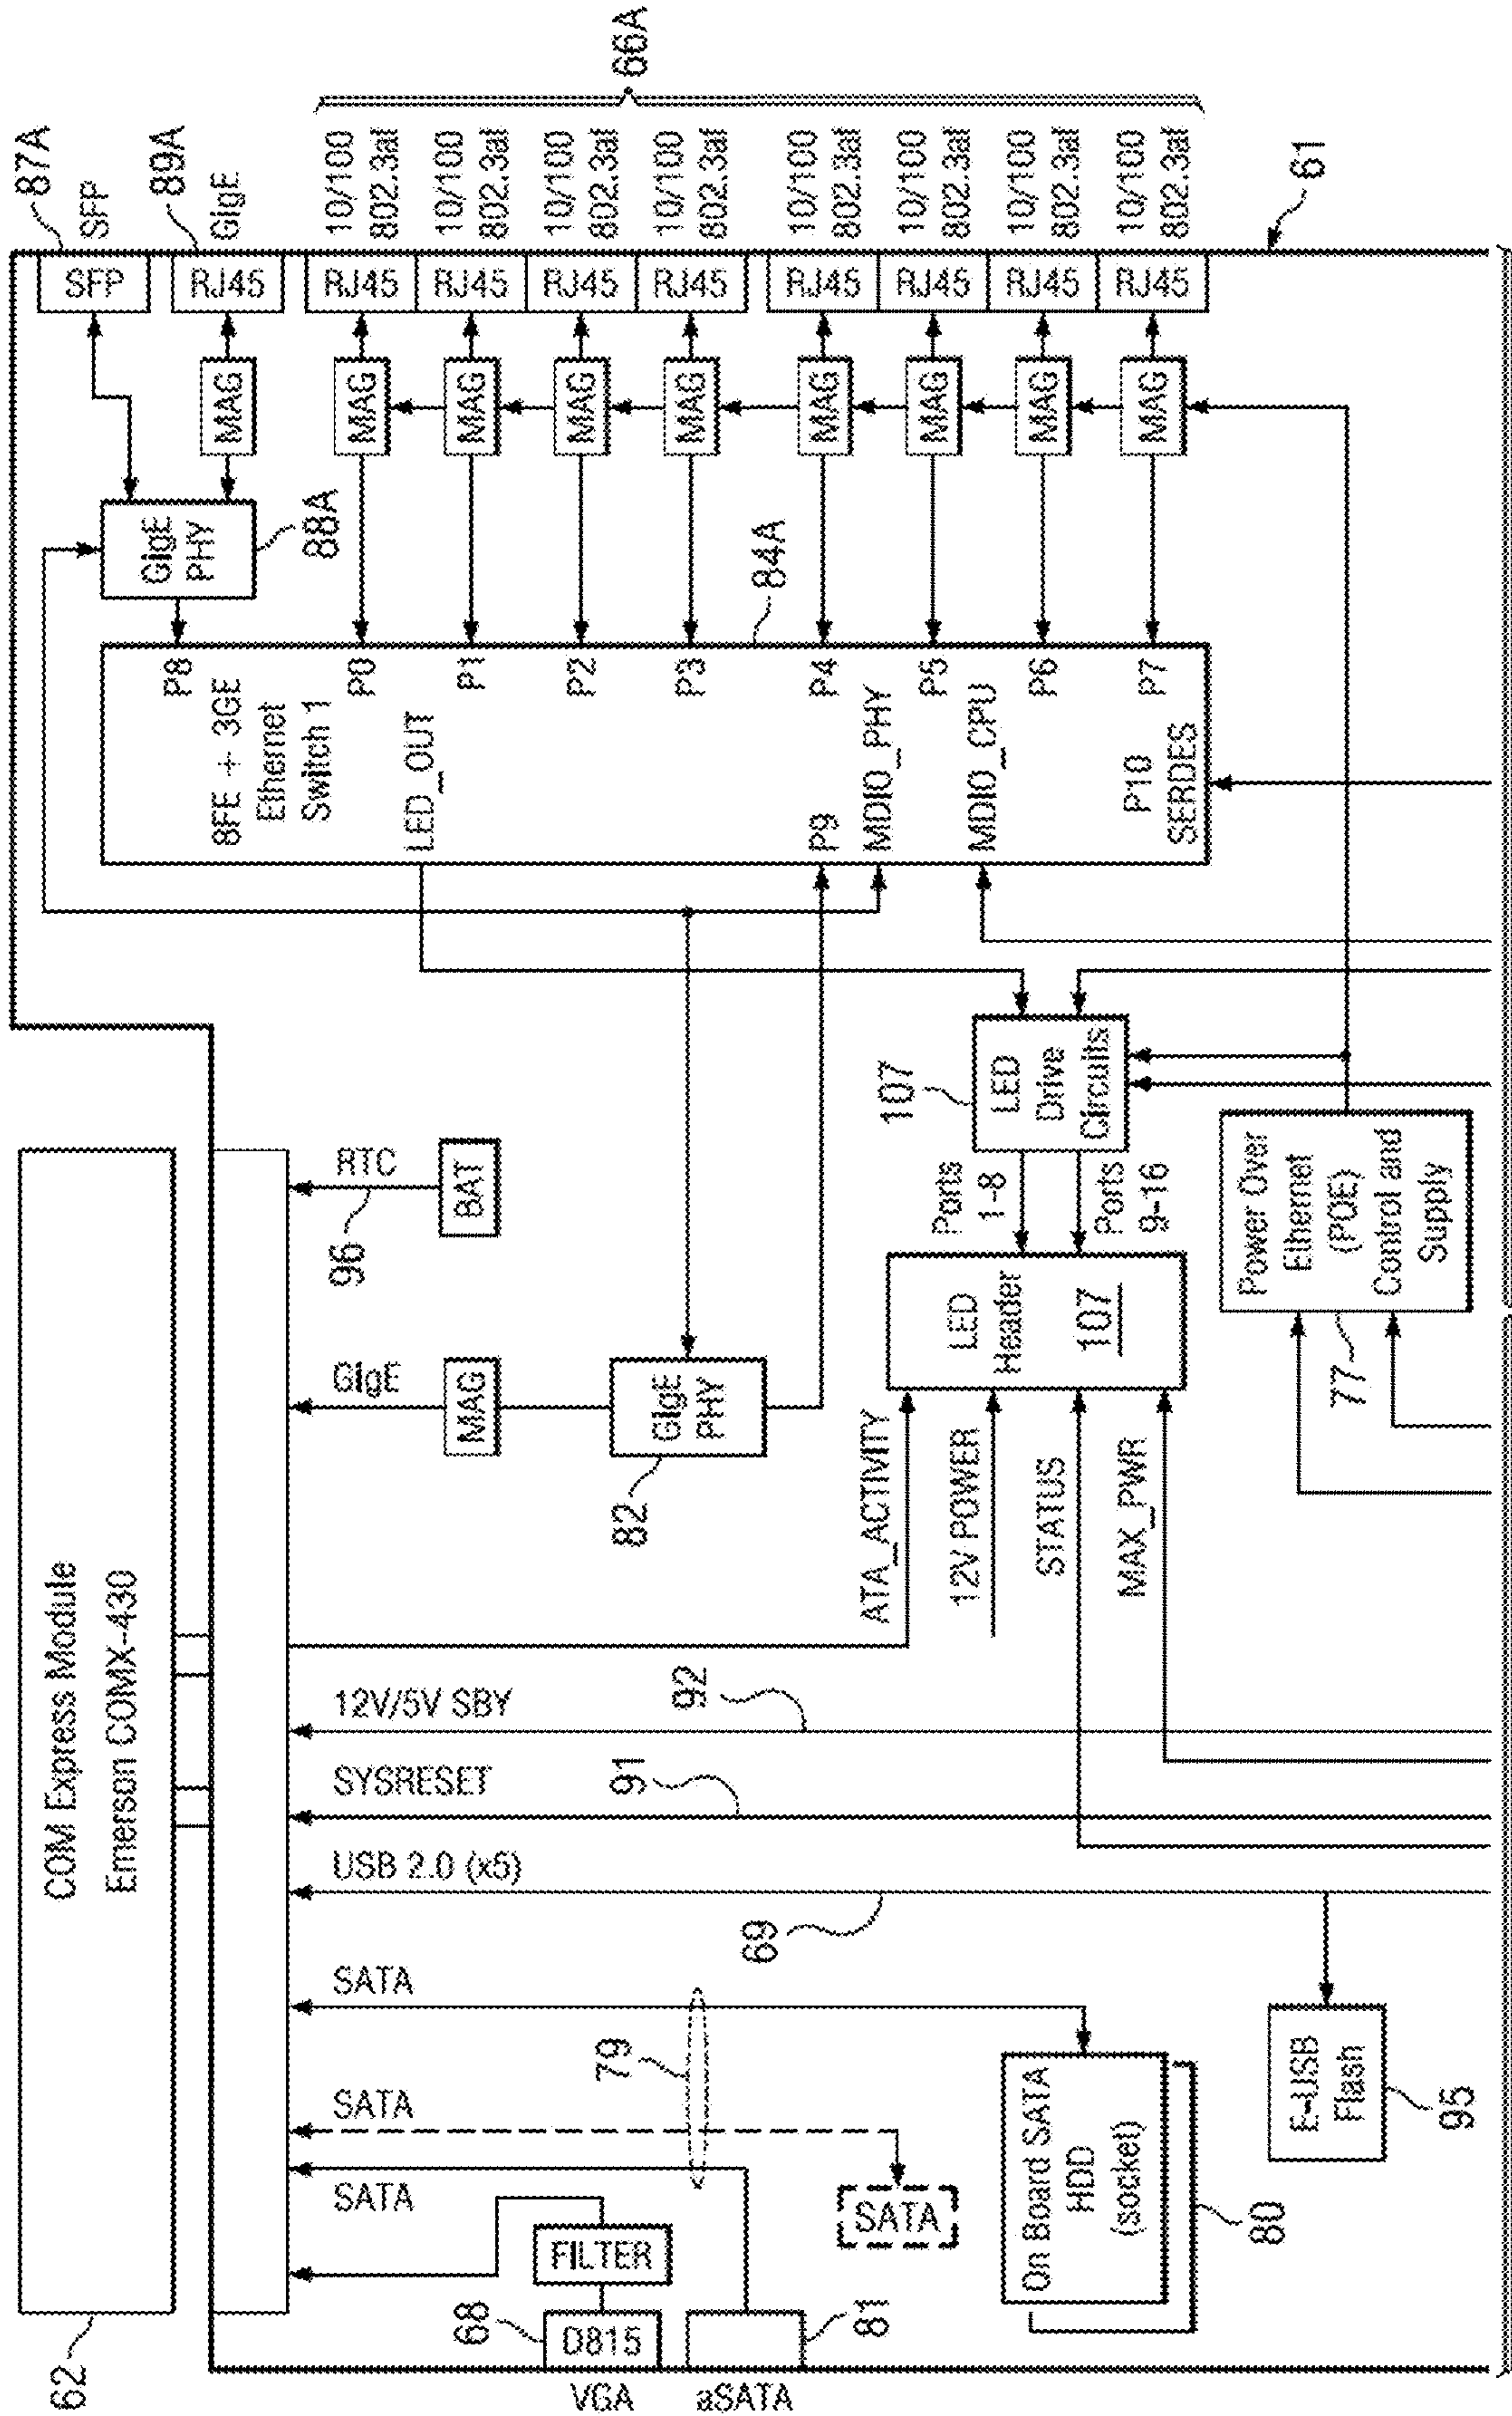 COM Express Module
Emerson COMX-430
62
VGA
D815
68
FILTER
aSATA
81
SATA
SATA
SATA
79
SATA
On Board SATA
HDD
(socket)
80
USB 2.0 (x5)
69
E-USB
Flash
95
SYSRESET
91
12V/5V SBY
92
ATA_ACTIVITY
12V POWER
STATUS
MAX_PWR
GigE
MAG
GigE
PHY
82
RTC
96
BAT
LED
Header
107
Ports
1-8
Ports
9-16
LED
Drive
Circuits
107
Power Over
Ethernet
(POE)
Control and
Supply
77
8FE + 3GE
Ethernet
Switch 1
LED_OUT
P9
MDIO_PHY
MDIO_CPU
P10
SERDES
P8
P0
P1
P2
P3
P4
P5
P6
P7
84A
GigE
PHY
88A
MAG
MAG
MAG
MAG
MAG
MAG
MAG
MAG
MAG
SFP
RJ45
RJ45
RJ45
RJ45
RJ45
RJ45
RJ45
RJ45
RJ45
87A
SFP
89A
GigE
10/100
802.3af
10/100
802.3af
10/100
802.3af
10/100
802.3af
10/100
802.3af
10/100
802.3af
10/100
802.3af
10/100
802.3af
66A
61